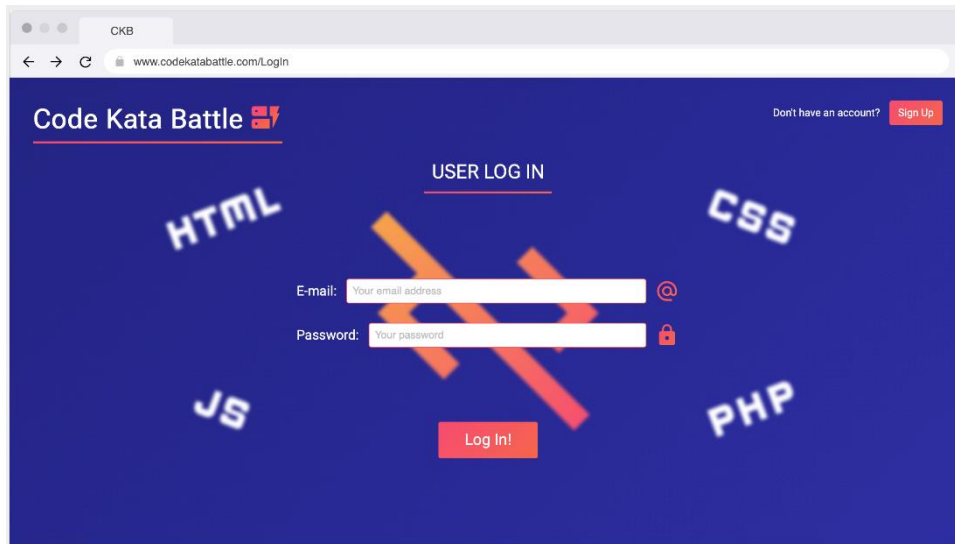 CKB
www.codekatabattle.com/LogIn
Code Kata Battle
Don't have an account? Sign Up
USER LOG IN
HTML
CSS
E-mail: Your email address
Password: Your password
JS
PHP
Log In!